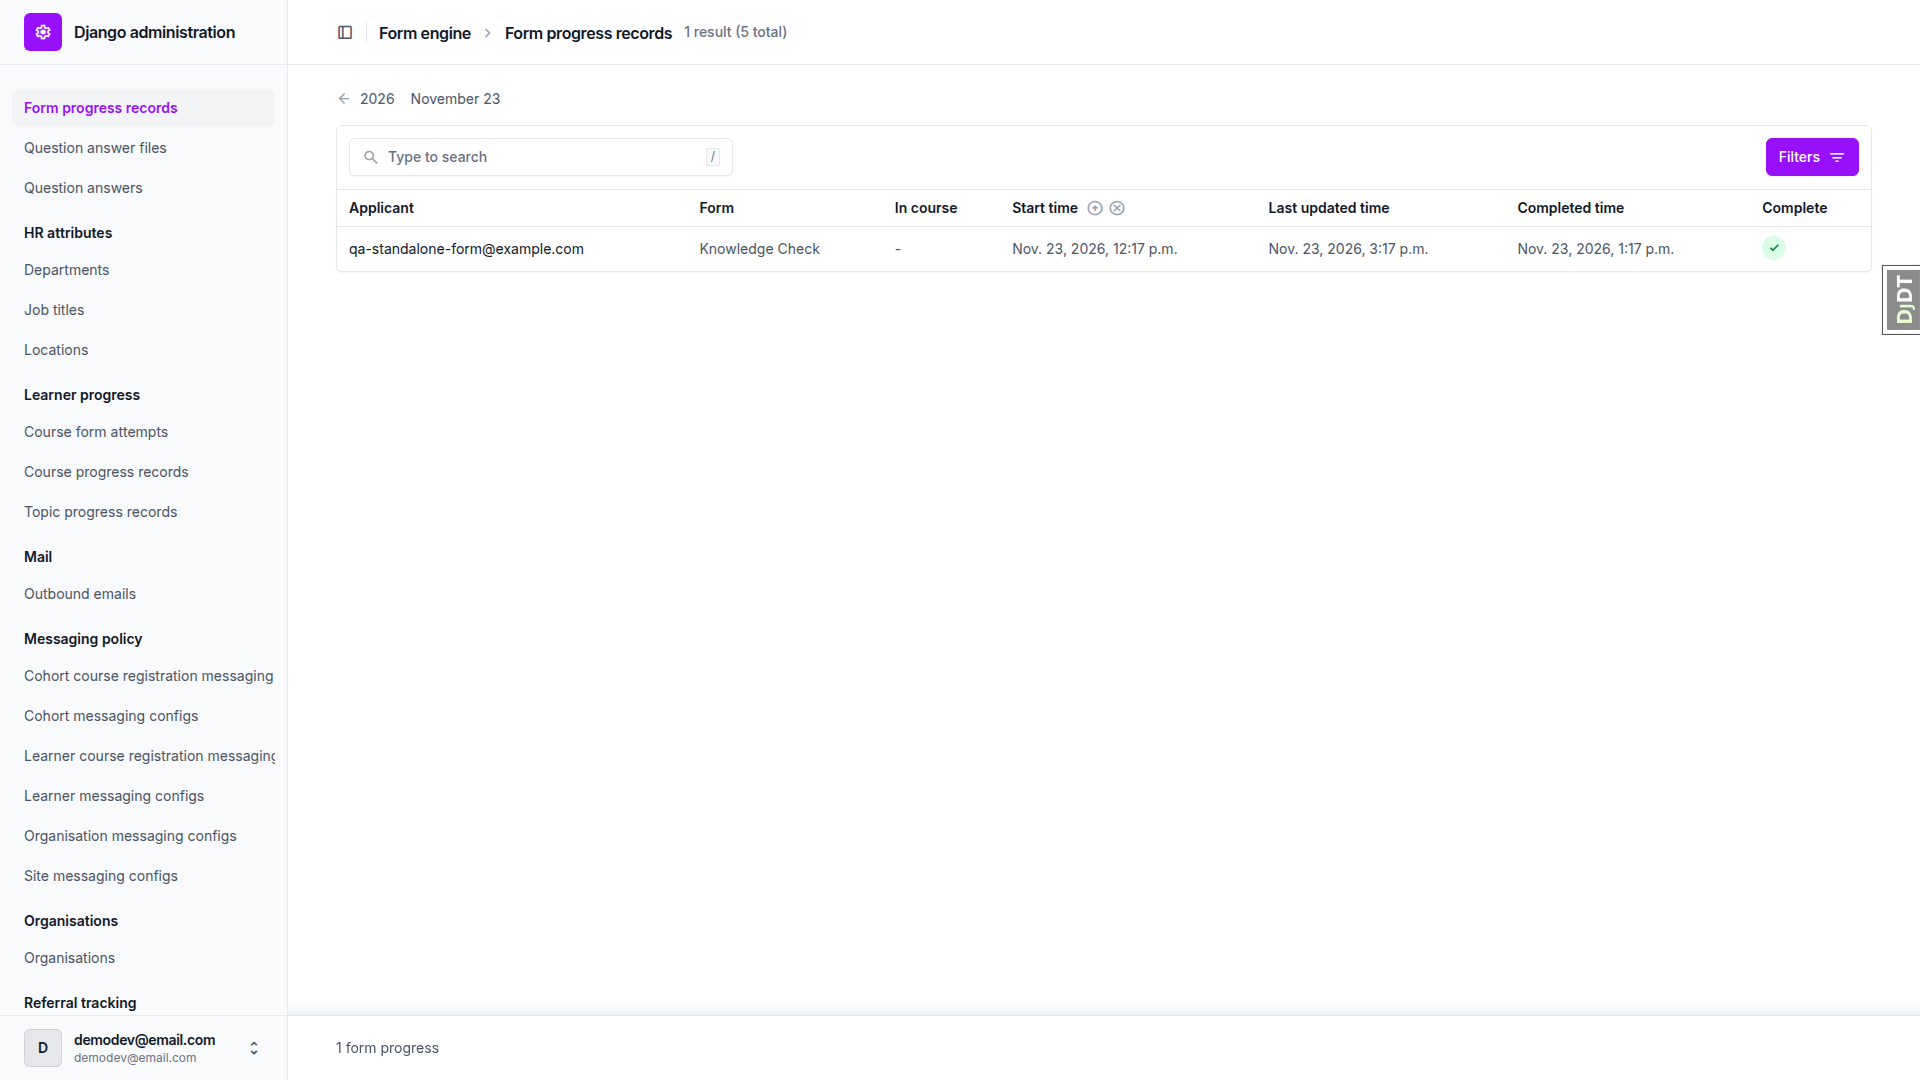 Django administration
Form progress records
Question answer files
Question answers
HR attributes
Departments
Job titles
Locations
Learner progress
Course form attempts
Course progress records
Topic progress records
Mail
Outbound emails
Messaging policy
Cohort course registration messaging
Cohort messaging configs
Learner course registration messaging
Learner messaging configs
Organisation messaging configs
Site messaging configs
Organisations
Organisations
Referral tracking
D
demodev@email.com
demodev@email.com
Form engine > Form progress records 1 result (5 total)
← 2026 November 23
Type to search /
Filters
Applicant Form In course Start time Last updated time Completed time Complete
qa-standalone-form@example.com Knowledge Check - Nov. 23, 2026, 12:17 p.m. Nov. 23, 2026, 3:17 p.m. Nov. 23, 2026, 1:17 p.m.
DjDT
1 form progress